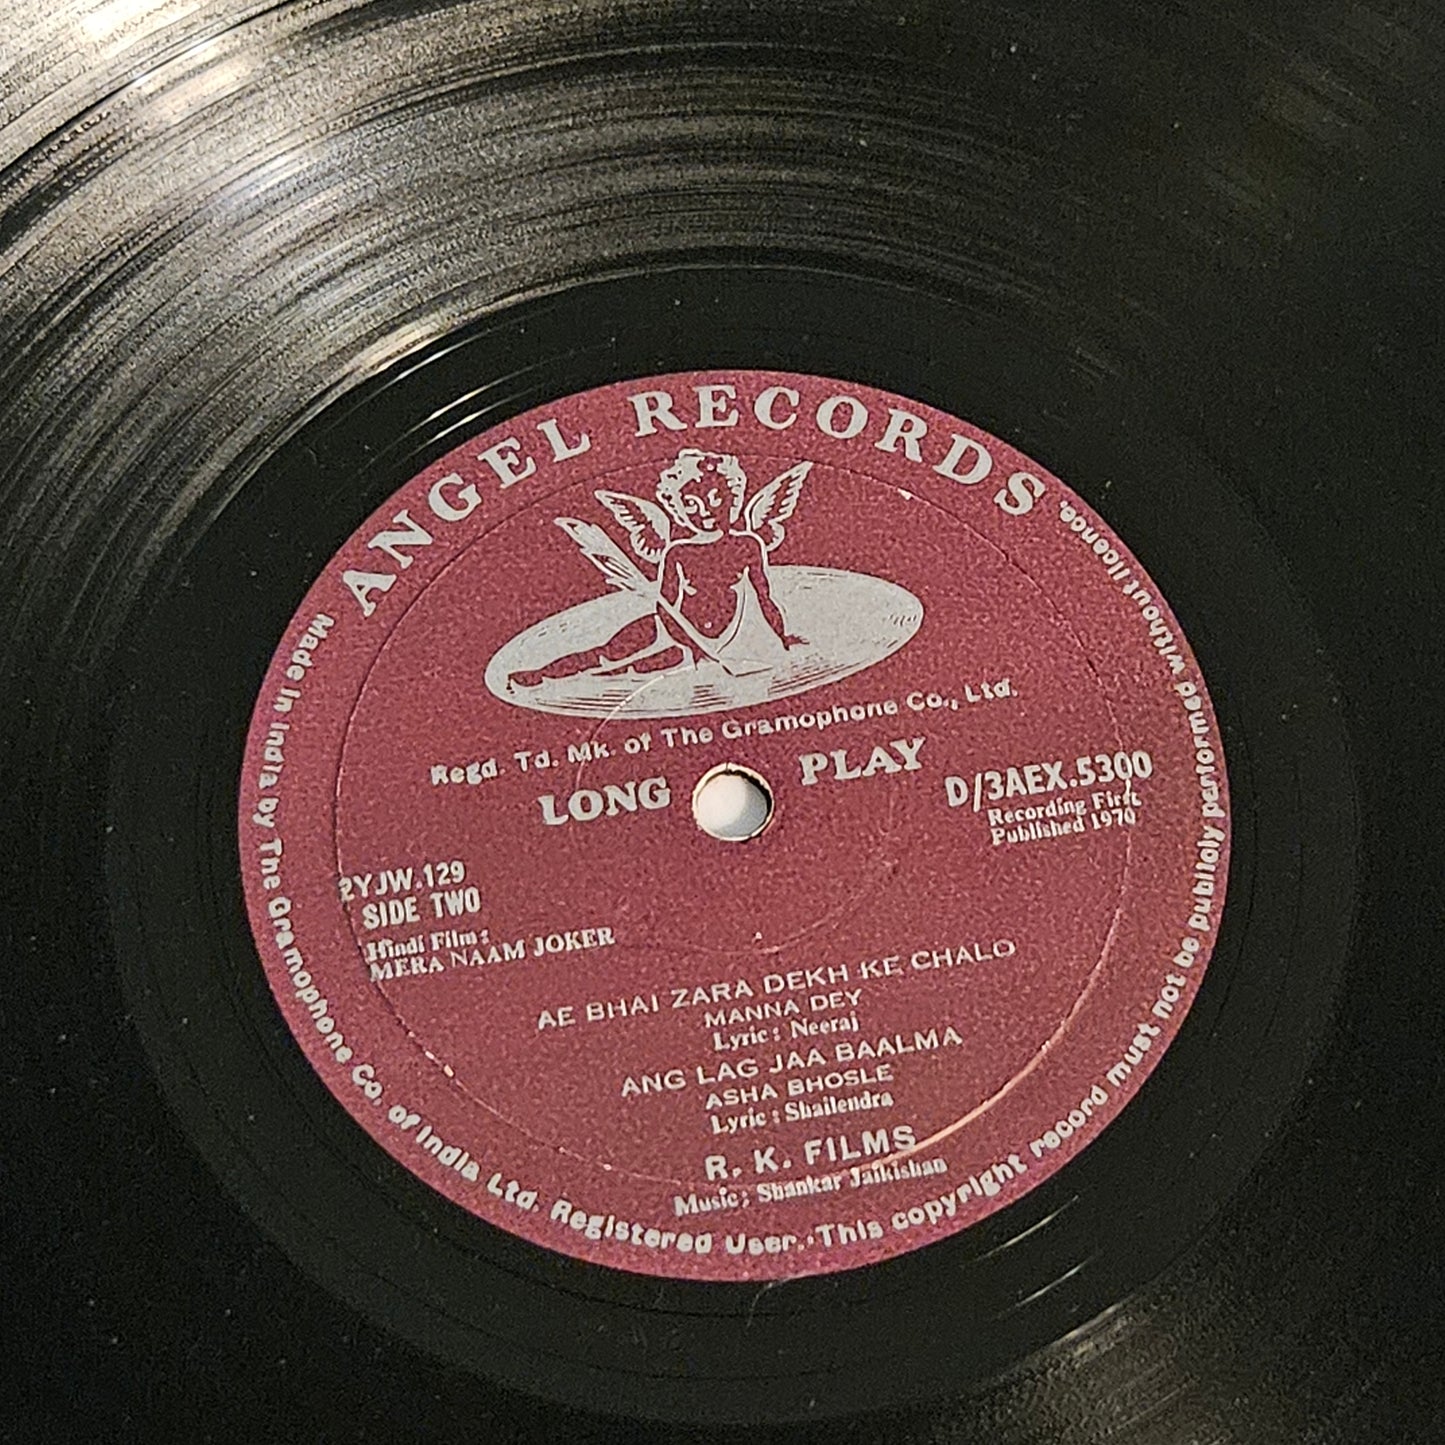 ANGEL RECORDS
Regd. Td. Mk. of The Gramophone Co., Ltd.
LONG PLAY
D/3AEX.5300
Recording First
Published 1970
2YJW.129
SIDE TWO
Hindi Film:
MERA NAAM JOKER
AE BHAI ZARA DEKH KE CHALO
MANNA DEY
Lyric: Neeraj
ANG LAG JAA BAALMA
ASHA BHOSLE
Lyric: Shailendra
R. K. FILMS
Music: Shankar Jaikishan
Made in India by The Gramophone Co. of India Ltd. Registered User. This copyright record must not be publicly performed without licence.